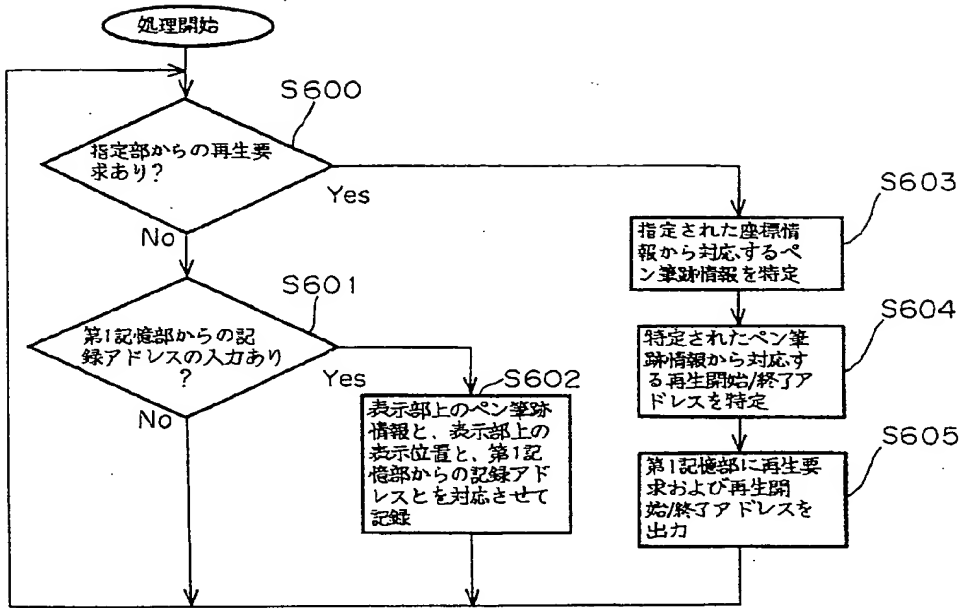 処理開始
S600
指定部からの再生要
求あり?
Yes
No
S603
指定された座標情
報から対応するペ
ン筆跡情報を特定
S601
第1記憶部からの記
録アドレスの入力あり
?
Yes
No
S604
特定されたペン筆
跡情報から対応す
る再生開始/終了ア
ドレスを特定
S602
表示部上のペン筆跡
情報と、表示部上の
表示位置と、第1記
憶部からの記録アド
レスとを対応させて
記録
S605
第1記憶部に再生要
求および再生開
始/終了アドレスを
出力